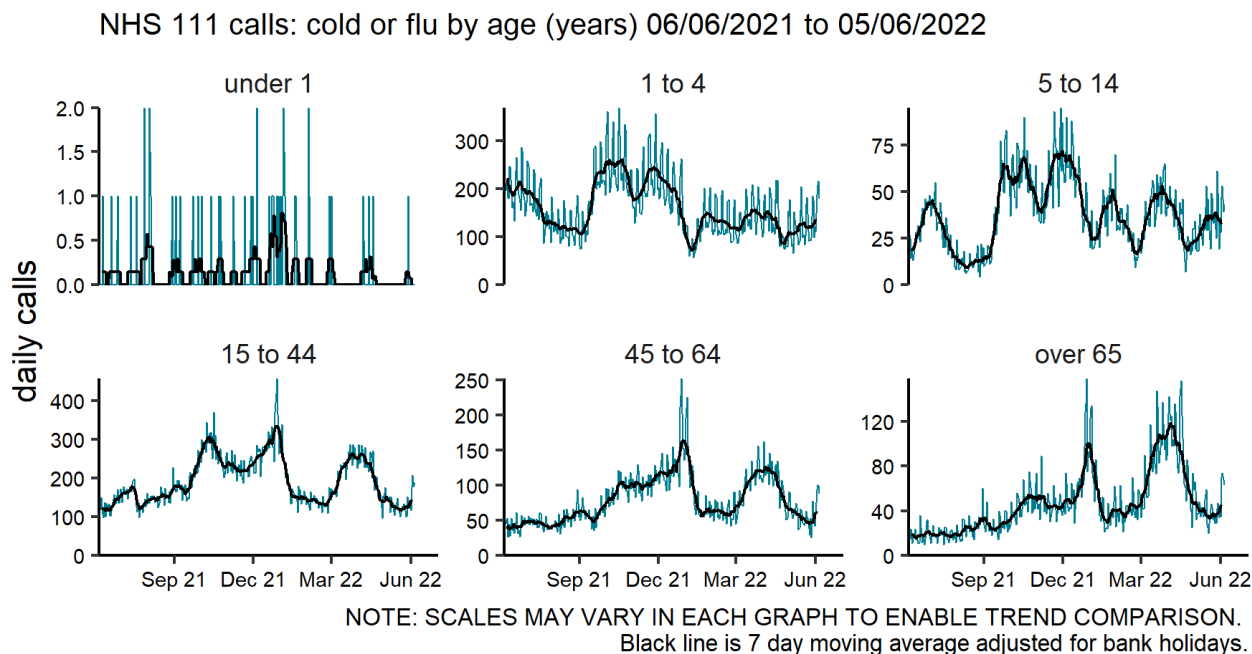 NHS 111 calls: cold or flu by age (years) 06/06/2021 to 05/06/2022
under 1
1 to 4
5 to 14
2.0
1.5
1.0
0.5
0.0
300
200
100
0
75
50
25
0
daily calls
15 to 44
45 to 64
over 65
400
300
200
100
0
250
200
150
100
50
0
120
80
40
0
Sep 21 Dec 21 Mar 22 Jun 22
Sep 21 Dec 21 Mar 22 Jun 22
Sep 21 Dec 21 Mar 22 Jun 22
NOTE: SCALES MAY VARY IN EACH GRAPH TO ENABLE TREND COMPARISON.
Black line is 7 day moving average adjusted for bank holidays.